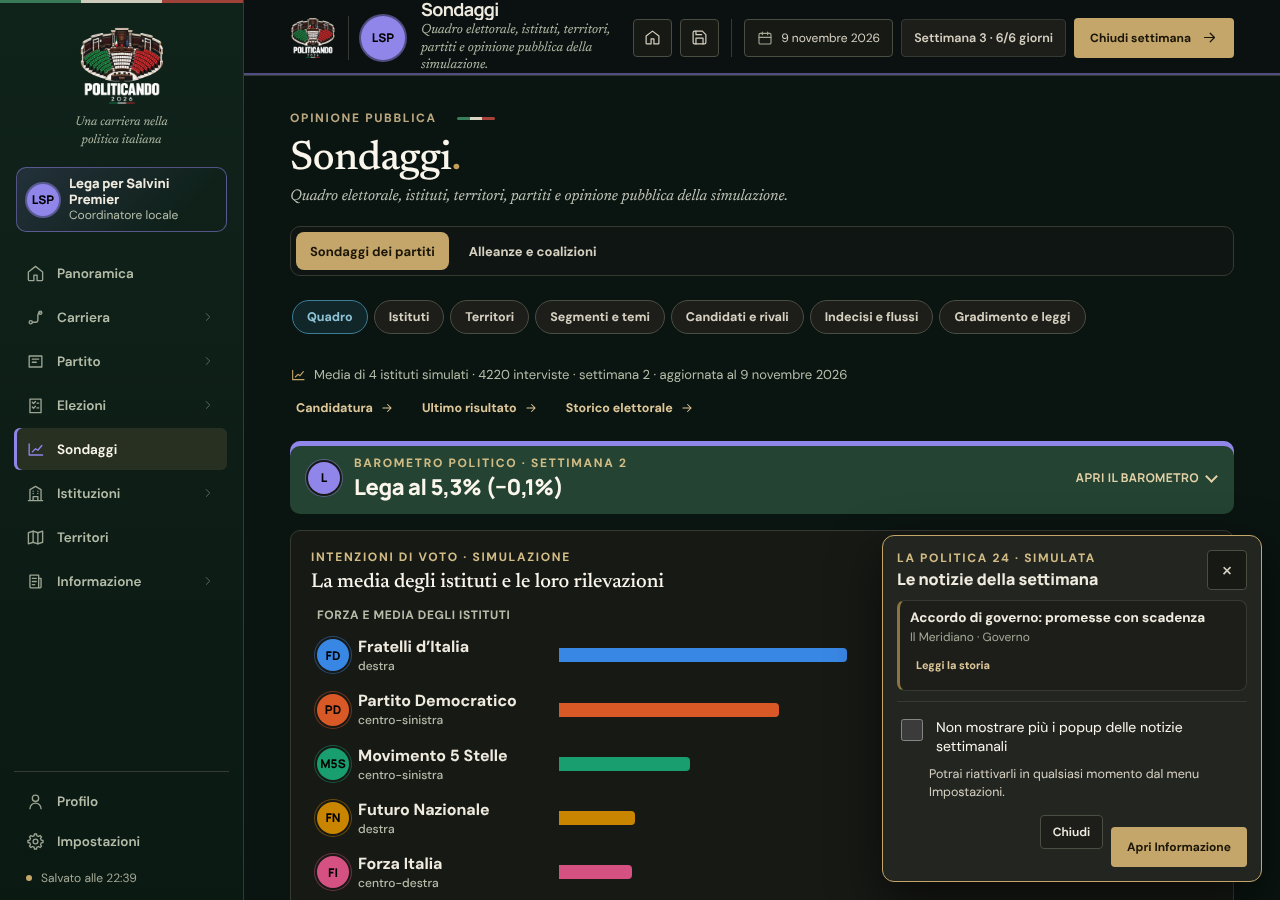 POLITICANDO
2026
Una carriera nella
politica italiana
LSP
Lega per Salvini
Premier
Coordinatore locale
Panoramica
Carriera
Partito
Elezioni
Sondaggi
Istituzioni
Territori
Informazione
Profilo
Impostazioni
Salvato alle 22:39
POLITICANDO
LSP
Sondaggi
Quadro elettorale, istituti, territori,
partiti e opinione pubblica della
simulazione.
9 novembre 2026
Settimana 3 · 6/6 giorni
Chiudi settimana
OPINIONE PUBBLICA
Sondaggi.
Quadro elettorale, istituti, territori, partiti e opinione pubblica della simulazione.
Sondaggi dei partiti
Alleanze e coalizioni
Quadro
Istituti
Territori
Segmenti e temi
Candidati e rivali
Indecisi e flussi
Gradimento e leggi
Media di 4 istituti simulati · 4220 interviste · settimana 2 · aggiornata al 9 novembre 2026
Candidatura
Ultimo risultato
Storico elettorale
L
BAROMETRO POLITICO · SETTIMANA 2
Lega al 5,3% (−0,1%)
APRI IL BAROMETRO
INTENZIONI DI VOTO · SIMULAZIONE
La media degli istituti e le loro rilevazioni
FORZA E MEDIA DEGLI ISTITUTI
FD
Fratelli d’Italia
destra
PD
Partito Democratico
centro-sinistra
M5S
Movimento 5 Stelle
centro-sinistra
FN
Futuro Nazionale
destra
FI
Forza Italia
centro-destra
LA POLITICA 24 · SIMULATA
Le notizie della settimana
Accordo di governo: promesse con scadenza
Il Meridiano · Governo
Leggi la storia
Non mostrare più i popup delle notizie
settimanali
Potrai riattivarli in qualsiasi momento dal menu
Impostazioni.
Chiudi
Apri Informazione